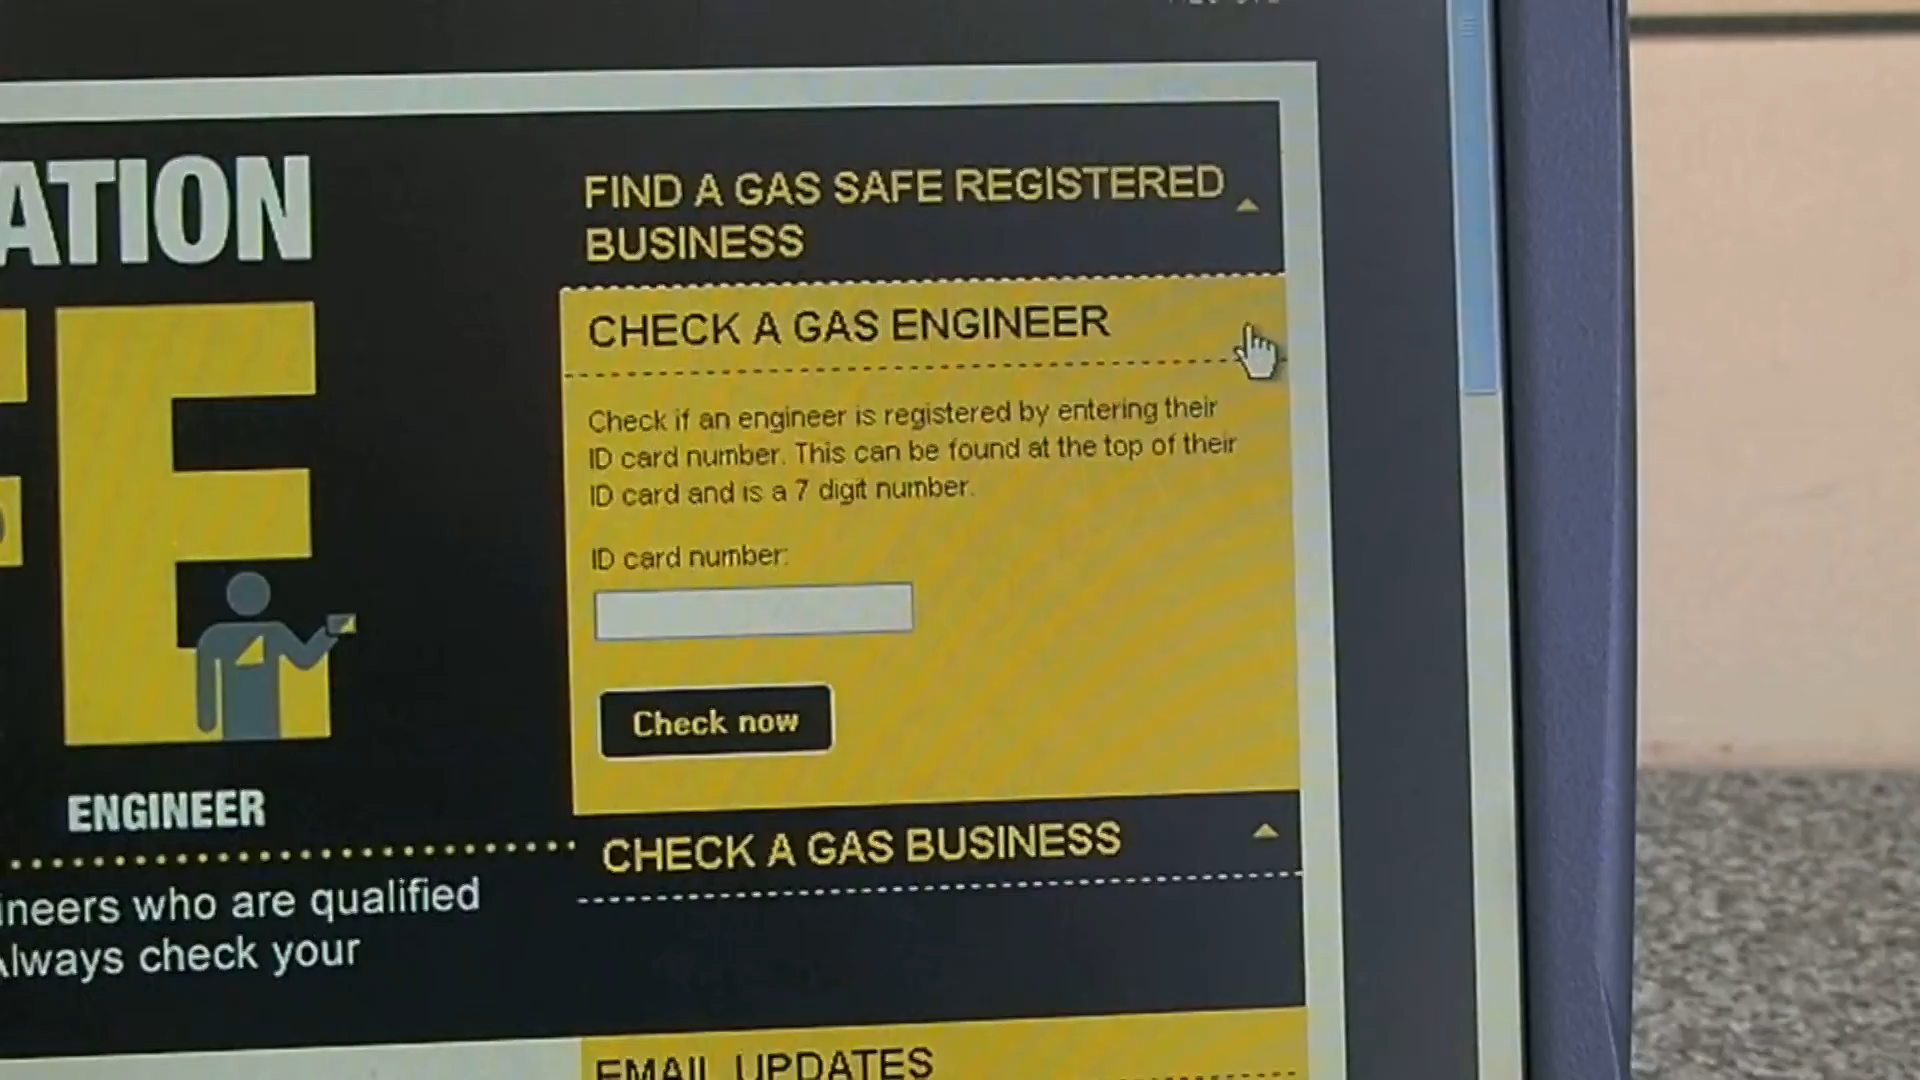 ATION
E
ENGINEER
ineers who are qualified
Always check your
FIND A GAS SAFE REGISTERED
BUSINESS
CHECK A GAS ENGINEER
Check if an engineer is registered by entering their
ID card number. This can be found at the top of their
ID card and is a 7 digit number.
ID card number:
Check now
CHECK A GAS BUSINESS
EMAIL UPDATES